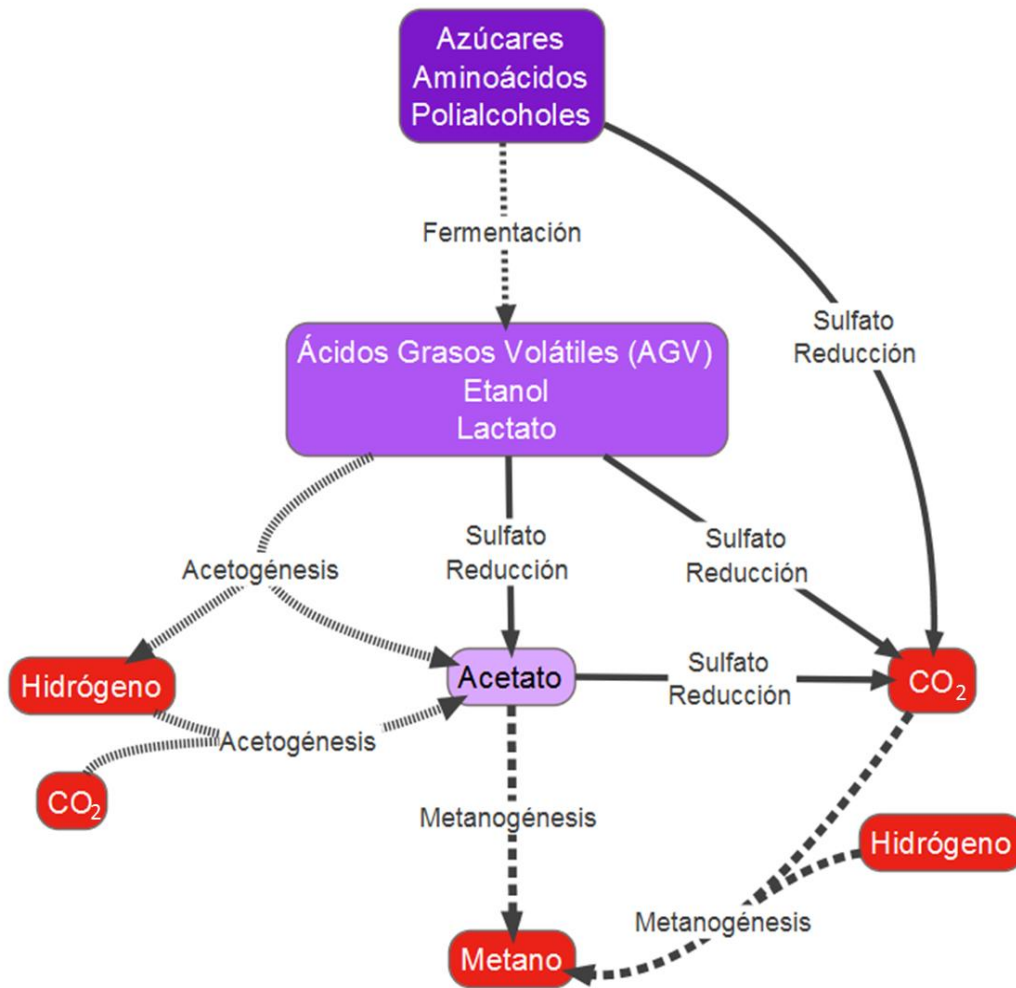 Azúcares
Aminoácidos
Polialcoholes
Fermentación
Sulfato
Reducción
Ácidos Grasos Volátiles (AGV)
Etanol
Lactato
Sulfato
Reducción
Sulfato
Reducción
Acetogénesis
Hidrógeno
Acetato
Sulfato
Reducción
CO₂
Acetogénesis
CO₂
Metanogénesis
Hidrógeno
Metanogénesis
Metano